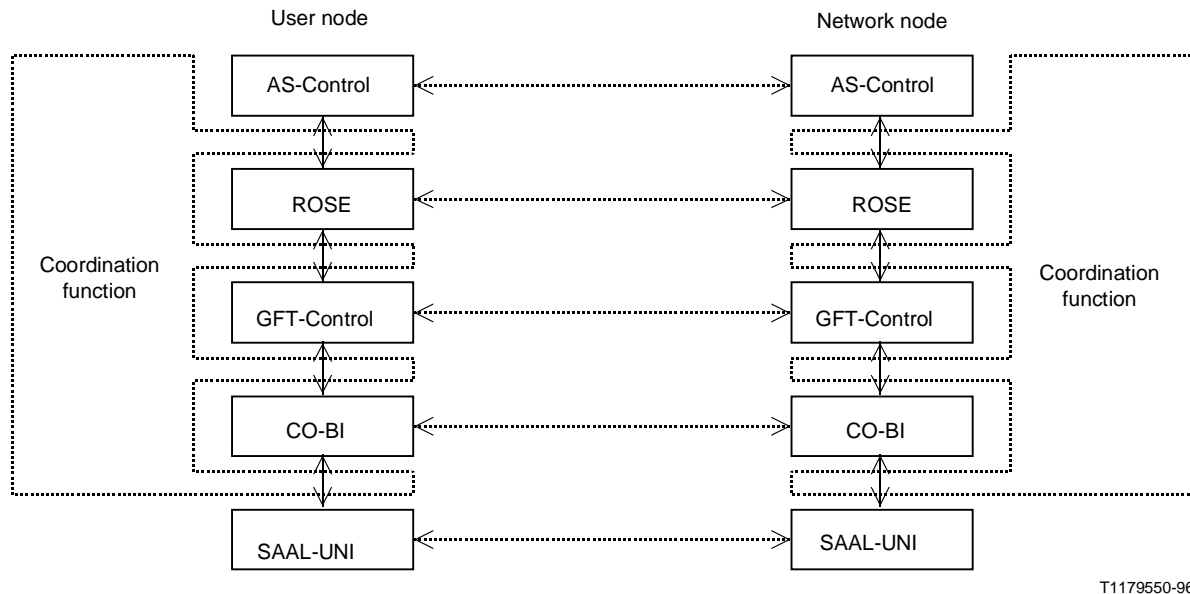 User node
Network node
AS-Control
AS-Control
ROSE
ROSE
Coordination
function
Coordination
function
GFT-Control
GFT-Control
CO-BI
CO-BI
SAAL-UNI
SAAL-UNI
T1179550-96